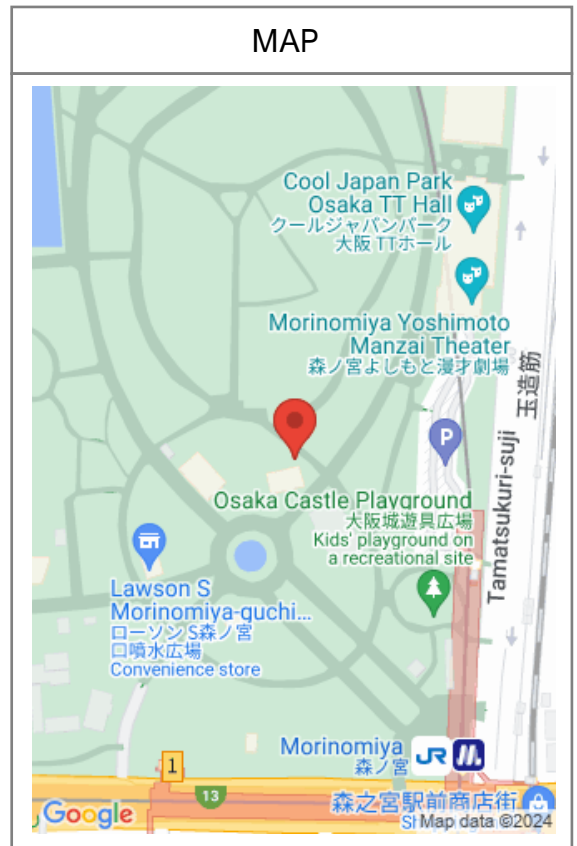 MAP
Cool Japan Park
Osaka TT Hall
クールジャパンパーク
大阪 TTホール
Morinomiya Yoshimoto
Manzai Theater
森ノ宮よしもと漫才劇場
玉造筋
P
Tamatsukuri-suji
Osaka Castle Playground
大阪城遊具広場
Kids' playground on
a recreational site
Lawson S
Morinomiya-guchi...
ローソン S森ノ宮
口噴水広場
Convenience store
Morinomiya
森ノ宮
JR
1
13
森之宮駅前商店街
Google
Map data ©2024